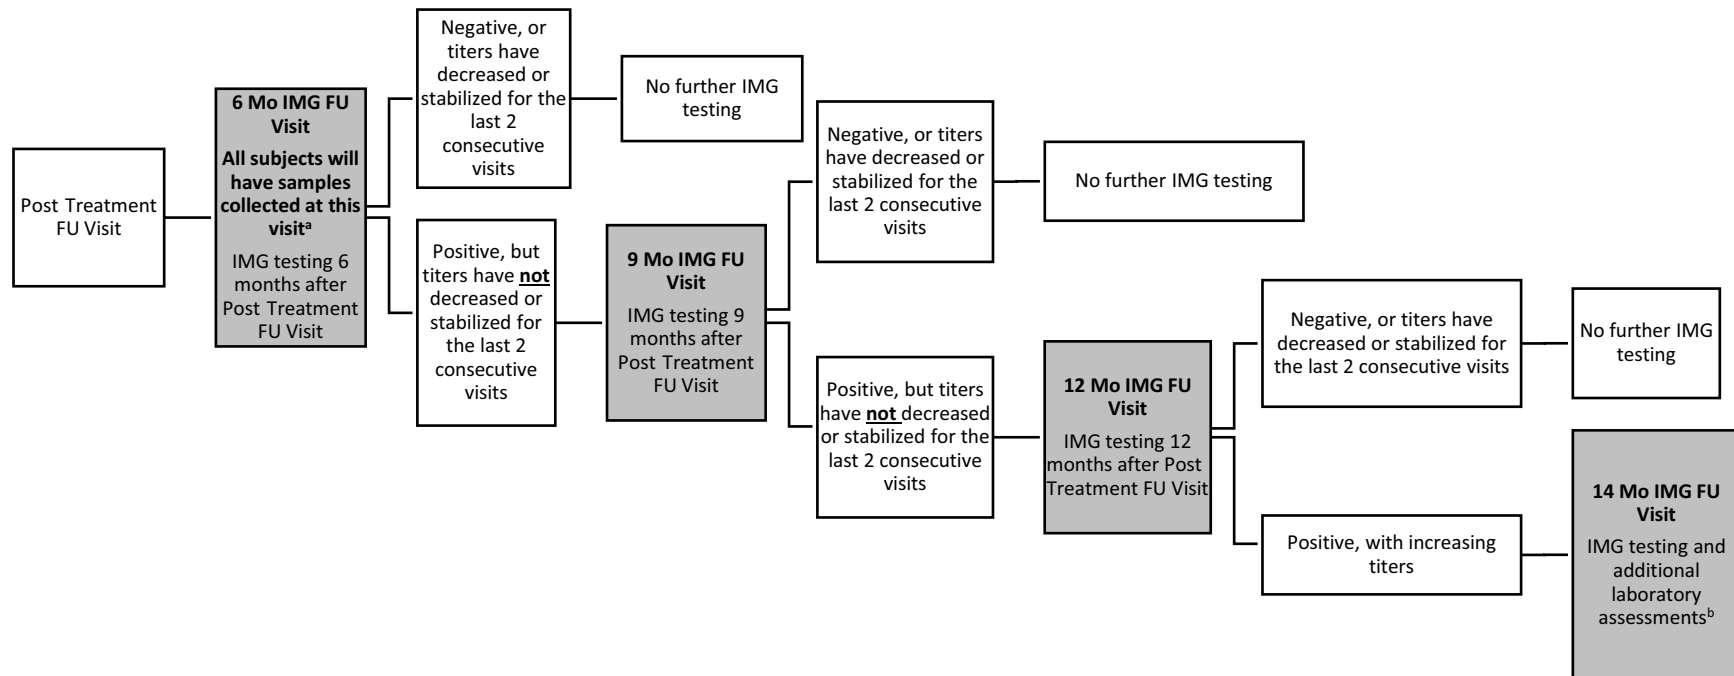 Post Treatment
FU Visit
6 Mo IMG FU
Visit
All subjects will
have samples
collected at this
visitᵃ
IMG testing 6
months after
Post Treatment
FU Visit
Negative, or
titers have
decreased or
stabilized for the
last 2
consecutive
visits
No further IMG
testing
Positive, but
titers have not
decreased or
stabilized for
the last 2
consecutive
visits
9 Mo IMG FU
Visit
IMG testing 9
months after
Post Treatment
FU Visit
Negative, or titers
have decreased or
stabilized for the
last 2 consecutive
visits
No further IMG testing
Positive, but titers
have not decreased
or stabilized for the
last 2 consecutive
visits
12 Mo IMG FU
Visit
IMG testing 12
months after Post
Treatment FU Visit
Negative, or titers have
decreased or stabilized for
the last 2 consecutive visits
No further IMG
testing
Positive, with increasing
titers
14 Mo IMG FU
Visit
IMG testing and
additional
laboratory
assessmentsᵇ